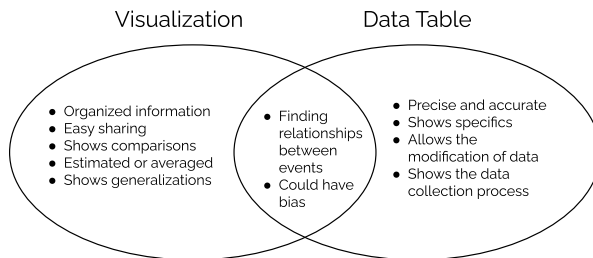 Visualization
Data Table
● Organized information
● Easy sharing
● Shows comparisons
● Estimated or averaged
● Shows generalizations
● Finding
relationships
between
events
● Could have
bias
● Precise and accurate
● Shows specifics
● Allows the
modification of data
● Shows the data
collection process